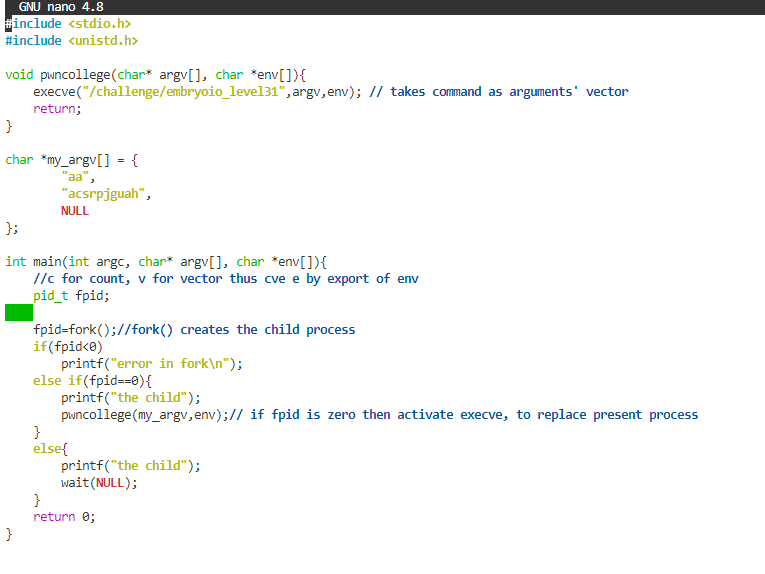 GNU nano 4.8
#include <stdio.h>
#include <unistd.h>

void pwncollege(char* argv[], char *env[]){
    execve("/challenge/embryoio_level31",argv,env); // takes command as arguments' vector
    return;
}

char *my_argv[] = {
        "aa",
        "acsrpjguah",
        NULL
};

int main(int argc, char* argv[], char *env[]){
    //c for count, v for vector thus cve e by export of env
    pid_t fpid;

    fpid=fork();//fork() creates the child process
    if(fpid<0)
        printf("error in fork\n");
    else if(fpid==0){
        printf("the child");
        pwncollege(my_argv,env);// if fpid is zero then activate execve, to replace present process
    }
    else{
        printf("the child");
        wait(NULL);
    }
    return 0;
}